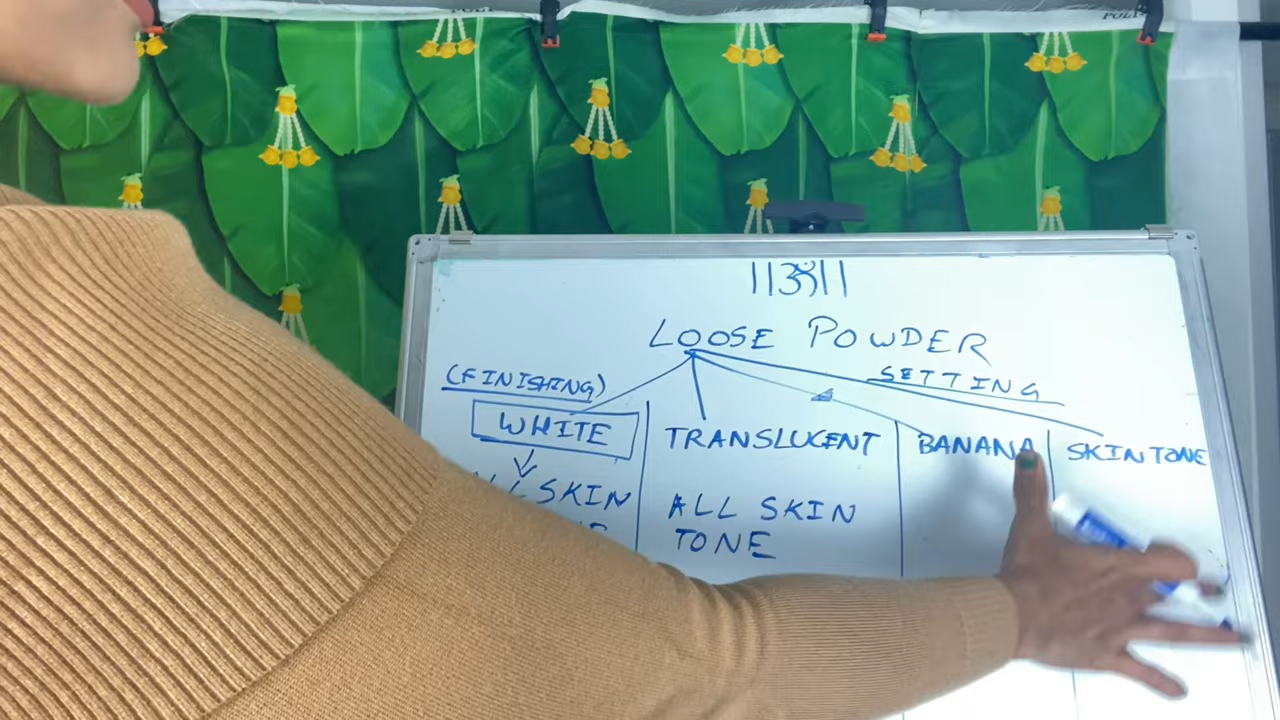 LOOSE POWDER
(FINISHING)
SETTING
WHITE
TRANSLUCENT
BANANA
SKIN TONE
SKIN
ALL SKIN
TONE